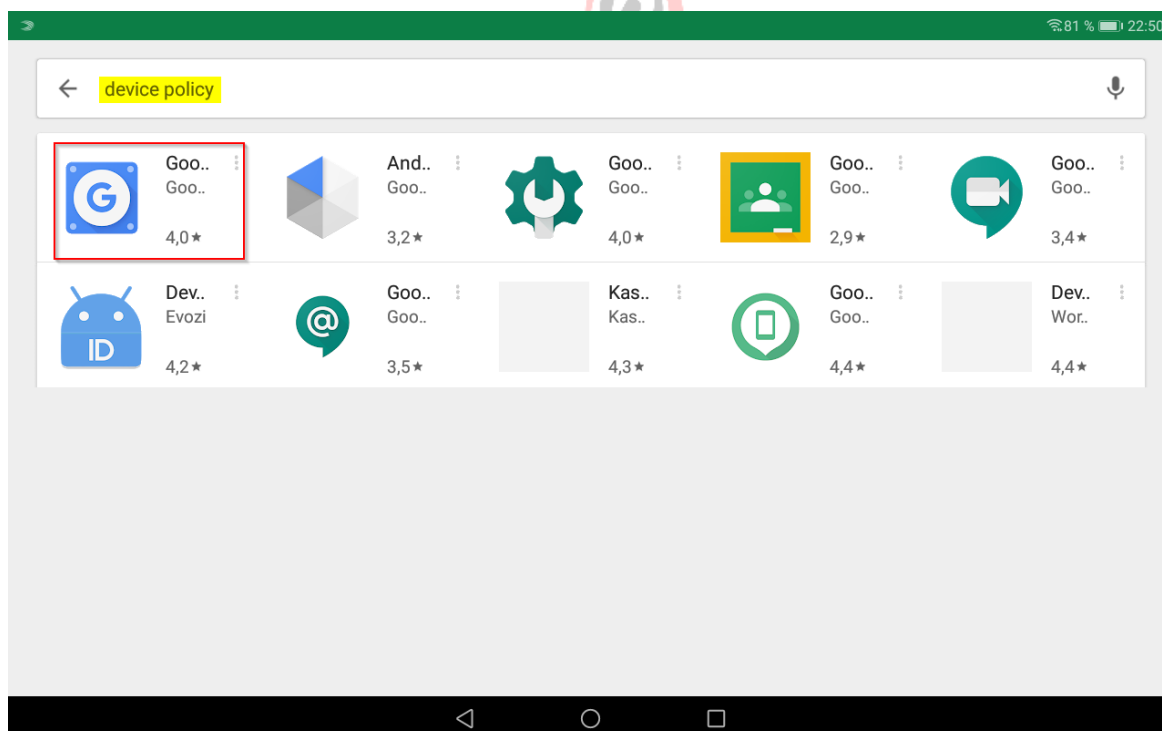 81 % 22:50
device policy
Goo..
Goo..
4,0★
And..
Goo..
3,2★
Goo..
Goo..
4,0★
Goo..
Goo..
2,9★
Goo..
Goo..
3,4★
Dev..
Evozi
4,2★
ID
Goo..
Goo..
3,5★
Kas..
Kas..
4,3★
Goo..
Goo..
4,4★
Dev..
Wor..
4,4★